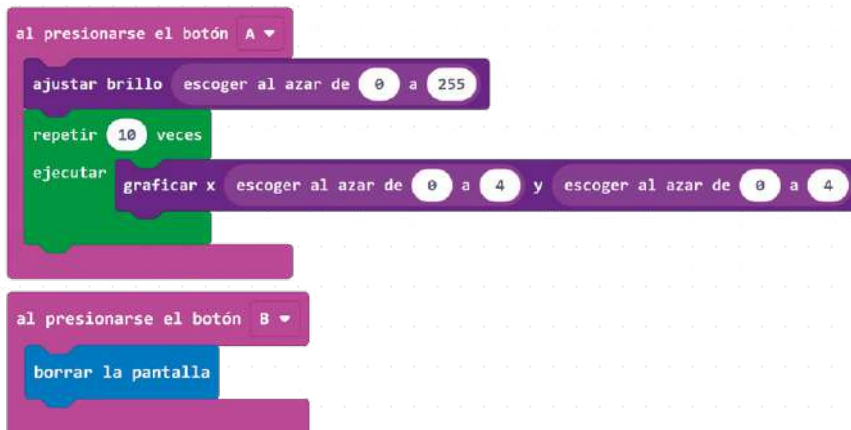 al presionarse el botón A
ajustar brillo escoger al azar de 0 a 255
repetir 10 veces
ejecutar graficar x escoger al azar de 0 a 4 y escoger al azar de 0 a 4
al presionarse el botón B
borrar la pantalla